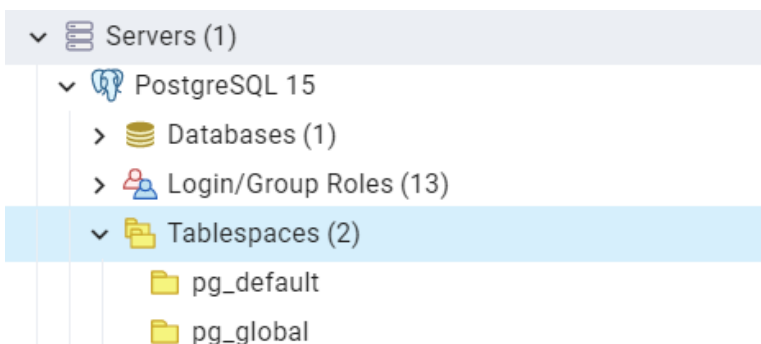 Servers (1)
PostgreSQL 15
Databases (1)
Login/Group Roles (13)
Tablespaces (2)
pg_default
pg_global